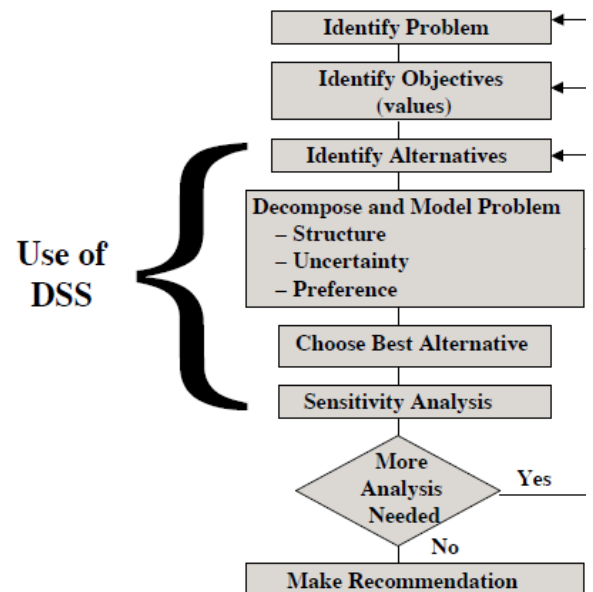 Identify Problem
Identify Objectives
(values)
Identify Alternatives
Decompose and Model Problem
– Structure
– Uncertainty
– Preference
Use of
DSS
Choose Best Alternative
Sensitivity Analysis
More
Analysis
Needed
Yes
No
Make Recommendation